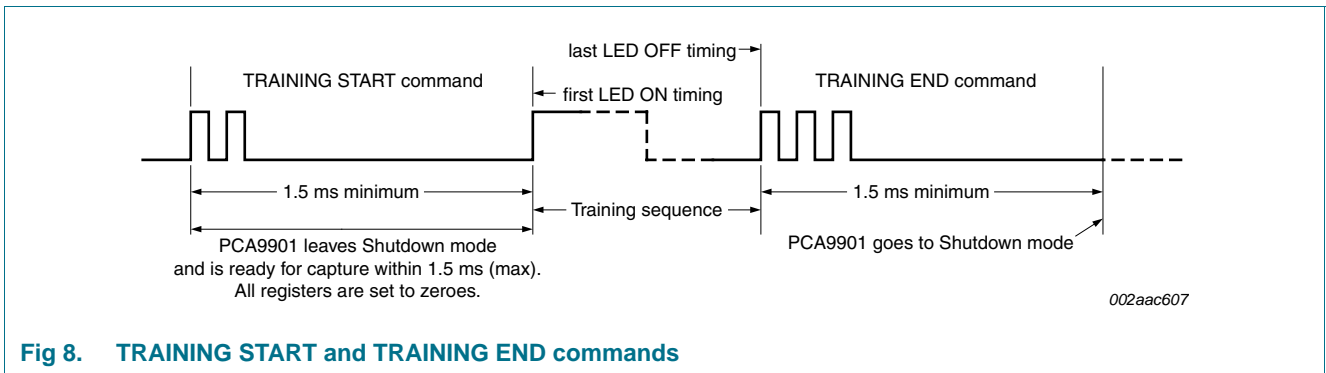 last LED OFF timing
TRAINING START command
TRAINING END command
first LED ON timing
1.5 ms minimum
1.5 ms minimum
Training sequence
PCA9901 leaves Shutdown mode
and is ready for capture within 1.5 ms (max).
All registers are set to zeroes.
PCA9901 goes to Shutdown mode
002aac607
Fig 8. TRAINING START and TRAINING END commands